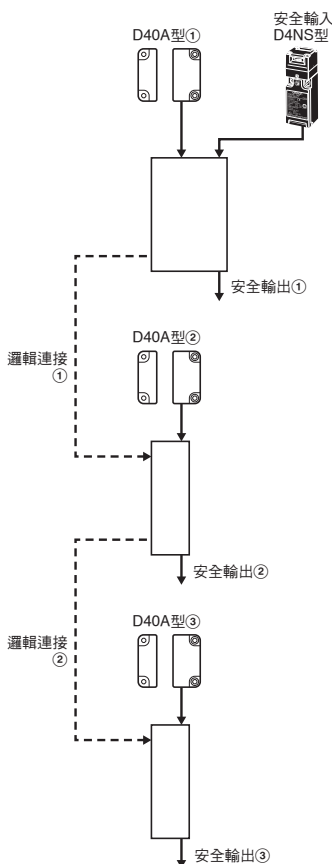 安全輸入
D4NS型
D40A型①
安全輸出①
邏輯連接
①
D40A型②
安全輸出②
邏輯連接
②
D40A型③
安全輸出③